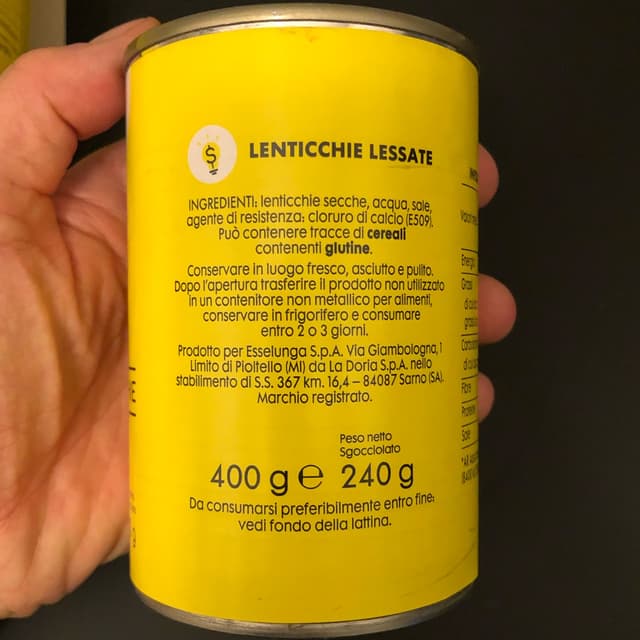 $
LENTICCHIE LESSATE
INGREDIENTI: lenticchie secche, acqua, sale,
agente di resistenza: cloruro di calcio (E509).
Può contenere tracce di cereali
contenenti glutine.
Conservare in luogo fresco, asciutto e pulito.
Dopo l'apertura trasferire il prodotto non utilizzato
in un contenitore non metallico per alimenti,
conservare in frigorifero e consumare
entro 2 o 3 giorni.
Prodotto per Esselunga S.p.A. Via Giambologna, 1
Limito di Pioltello (MI) da La Doria S.p.A. nello
stabilimento di S.S. 367 km. 16,4 – 84087 Sarno (SA).
Marchio registrato.
Peso netto
Sgocciolato
400 g e 240 g
Da consumarsi preferibilmente entro fine:
vedi fondo della lattina.
Grassi
Fibre
Sale